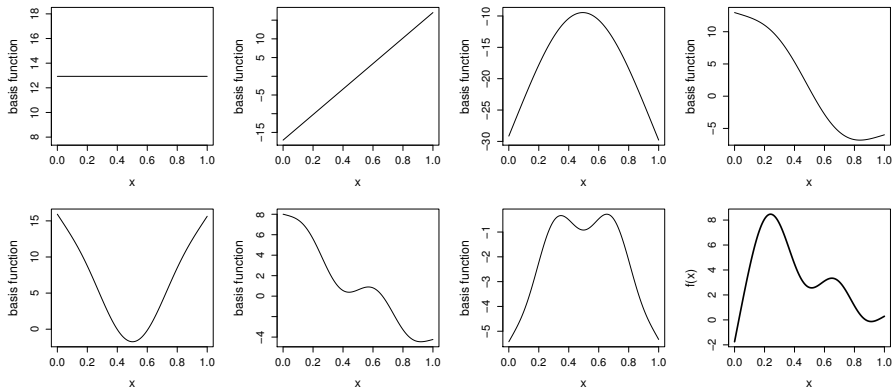 basis function
8 10 12 14 16 18
0.0 0.2 0.4 0.6 0.8 1.0
x
basis function
−15 −5 5 10
0.0 0.2 0.4 0.6 0.8 1.0
x
basis function
−30 −25 −20 −15 −10
0.0 0.2 0.4 0.6 0.8 1.0
x
basis function
−5 0 5 10
0.0 0.2 0.4 0.6 0.8 1.0
x
basis function
0 5 10 15
0.0 0.2 0.4 0.6 0.8 1.0
x
basis function
−4 0 2 4 6 8
0.0 0.2 0.4 0.6 0.8 1.0
x
basis function
−5 −4 −3 −2 −1
0.0 0.2 0.4 0.6 0.8 1.0
x
f(x)
−2 0 2 4 6 8
0.0 0.2 0.4 0.6 0.8 1.0
x